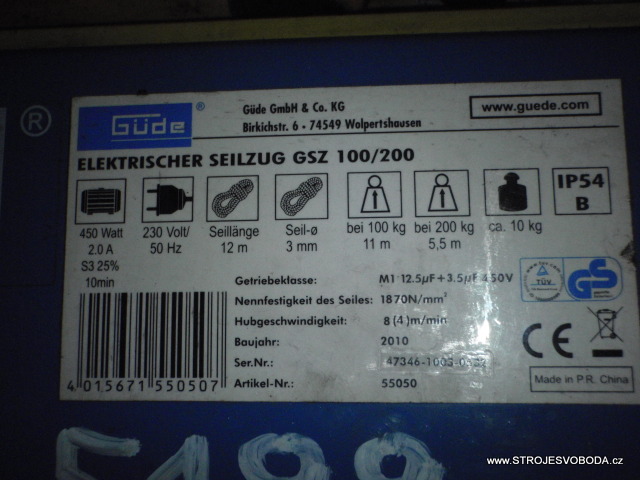 ®
Güde®
Güde GmbH & Co. KG
Birkichstr. 6 · 74549 Wolpertshausen
www.guede.com
ELEKTRISCHER SEILZUG GSZ 100/200
450 Watt
2.0 A
S3 25%
10min
230 Volt/
50 Hz
Seillänge
12 m
Seil-ø
3 mm
bei 100 kg
11 m
bei 200 kg
5,5 m
ca. 10 kg
IP54
B
Getriebeklasse: M1 12.5µF+3.5µF 450V
Nennfestigkeit des Seiles: 1870N/mm²
Hubgeschwindigkeit: 8(4)m/min
Baujahr: 2010
Ser.Nr.:
Artikel-Nr.: 55050
TÜV
GS
CE
Made in P.R. China
4 015671 550507
www.STROJESVOBODA.cz